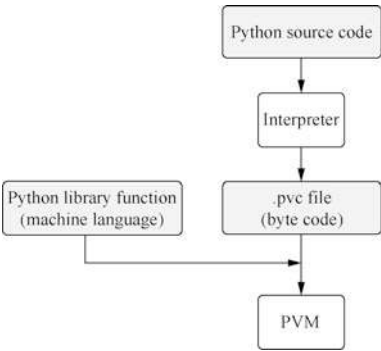 Python source code
Interpreter
Python library function
(machine language)
.pvc file
(byte code)
PVM